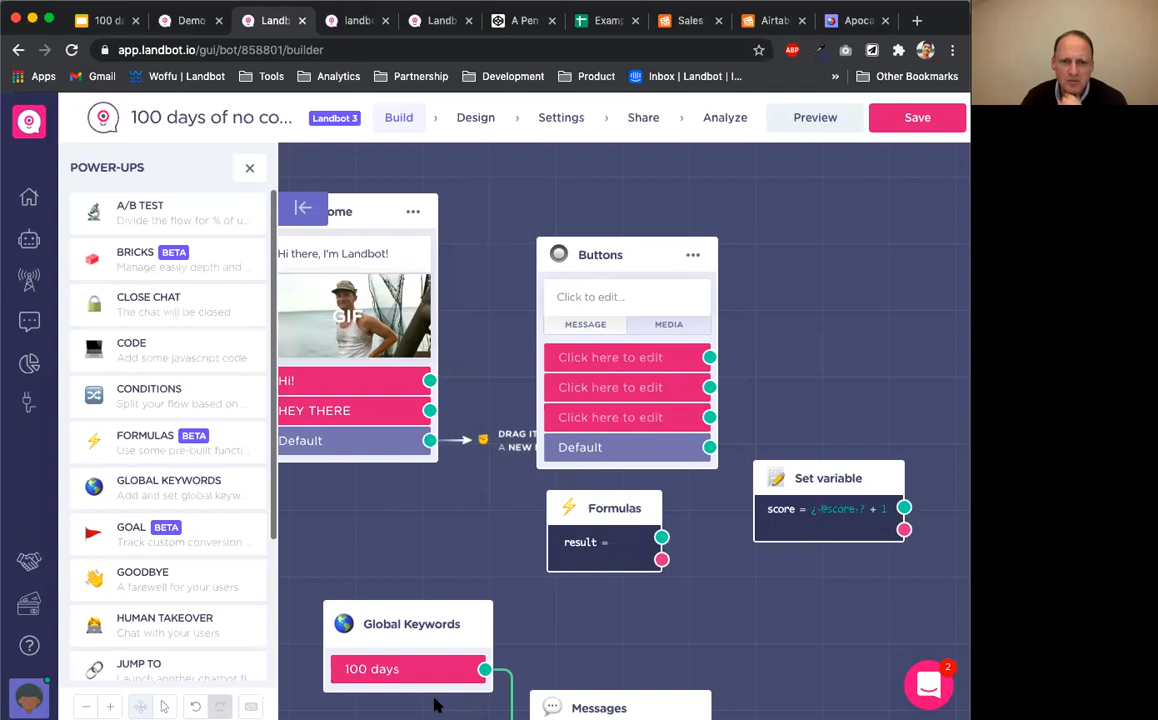 100 da
Demo
Landb
landbc
Landb
A Pen
Examp
Sales
Airtab
Apoca
app.landbot.io/gui/bot/858801/builder
ABP
Apps
Gmail
Woffu | Landbot
Tools
Analytics
Partnership
Development
Product
Inbox | Landbot | I...
»
Other Bookmarks
100 days of no co...
Landbot 3
Build
Design
Settings
Share
Analyze
Preview
Save
POWER-UPS
A/B TEST
Divide the flow for % of u...
BRICKS BETA
Manage easily depth and ...
CLOSE CHAT
The chat will be closed
CODE
Add some javascript code
CONDITIONS
Split your flow based on ...
FORMULAS BETA
Use some pre-built functi...
GLOBAL KEYWORDS
Add and set global keyw...
GOAL BETA
Track custom conversion ...
GOODBYE
A farewell for your users
HUMAN TAKEOVER
Chat with your users
JUMP TO
Launch another chatbot fl...
ome
Hi there, I'm Landbot!
GIF
Hi!
HEY THERE
Default
DRAG IT
A NEW
Buttons
Click to edit...
MESSAGE
MEDIA
Click here to edit
Click here to edit
Click here to edit
Default
Formulas
result =
Set variable
score = ¿-@score-? + 1
Global Keywords
100 days
Messages
2